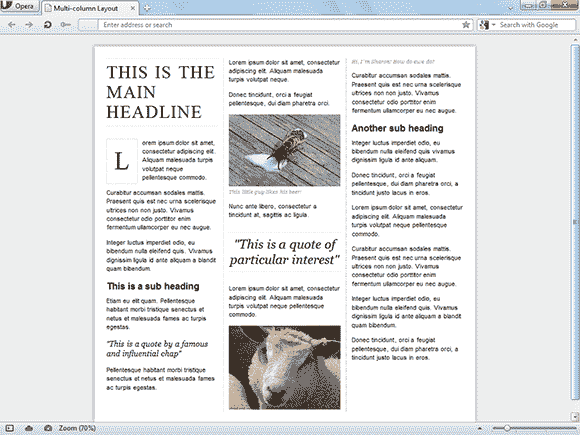 Opera
Multi-column Layout
Enter address or search
Search with Google
THIS IS THE
MAIN
HEADLINE
L
orem ipsum dolor sit amet,
consectetur adipiscing
elit. Aliquam malesuada
turpis volutpat neque
pellentesque commodo.
Curabitur accumsan sodales mattis.
Praesent quis est nec mi scelerisque
ultrices non non justo. Vivamus
consectetur odio porttitor enim
fermentum ullamcorper eu nec augue.
Integer luctus imperdiet odio, eu
bibendum nulla eleifend quis. Vivamus
dignissim ligula id ante aliquam a blandit
quam bibendum.
This is a sub heading
Etiam eu elit quam. Pellentesque
habitant morbi tristique senectus et
netus et malesuada fames ac turpis
egestas.
"This is a quote by a famous
and influential chap"
Pellentesque habitant morbi tristique
senectus et netus et malesuada fames
ac turpis egestas.
Lorem ipsum dolor sit amet, consectetur
adipiscing elit. Aliquam malesuada
turpis volutpat neque.
Donec tincidunt, orci a feugiat
pellentesque, dui diam pharetra orci.
This little guy likes his beer
Nunc ante libero, consectetur a
tincidunt at, sagittis ac ligula.
"This is a quote of
particular interest"
Lorem ipsum dolor sit amet, consectetur
adipiscing elit. Aliquam malesuada
turpis volutpat neque.
Hi, I'm Sharon! How do ewe do?
Curabitur accumsan sodales mattis.
Praesent quis est nec mi scelerisque
ultrices non non justo. Vivamus
consectetur odio porttitor enim
fermentum ullamcorper eu nec augue.
Another sub heading
Integer luctus imperdiet odio, eu
bibendum nulla eleifend quis vivamus
dignissim ligula id ante aliquam.
Donec tincidunt, orci a feugiat
pellentesque, dui diam pharetra orci, a
tincidunt justo lacus in eros.
Lorem ipsum dolor sit amet, consectetur
adipiscing elit. Aliquam malesuada
turpis volutpat neque pellentesque
commodo.
Curabitur accumsan sodales mattis.
Praesent quis est nec mi scelerisque
ultrices non non justo. Vivamus
consectetur odio porttitor enim
fermentum ullamcorper eu nec augue.
Integer luctus imperdiet odio, eu
bibendum nulla eleifend quis. Vivamus
dignissim ligula id ante aliquam a blandit
quam bibendum.
Donec tincidunt, orci a feugiat
pellentesque, dui diam pharetra orci, a
tincidunt justo lacus in eros.
Zoom (70%)